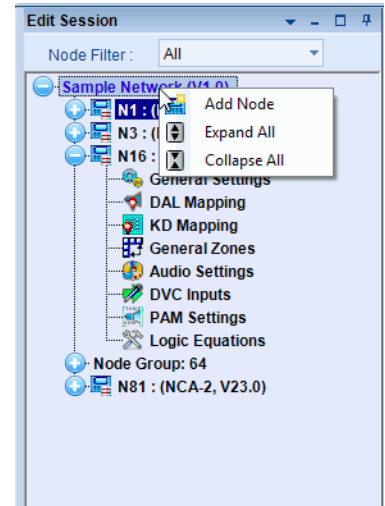 Edit Session
Node Filter : All
Sample Network (V1.0)
N1 : ( Add Node
N3 : ( Expand All
N16 : Collapse All
General Settings
DAL Mapping
KD Mapping
General Zones
Audio Settings
DVC Inputs
PAM Settings
Logic Equations
Node Group: 64
N81 : (NCA-2, V23.0)